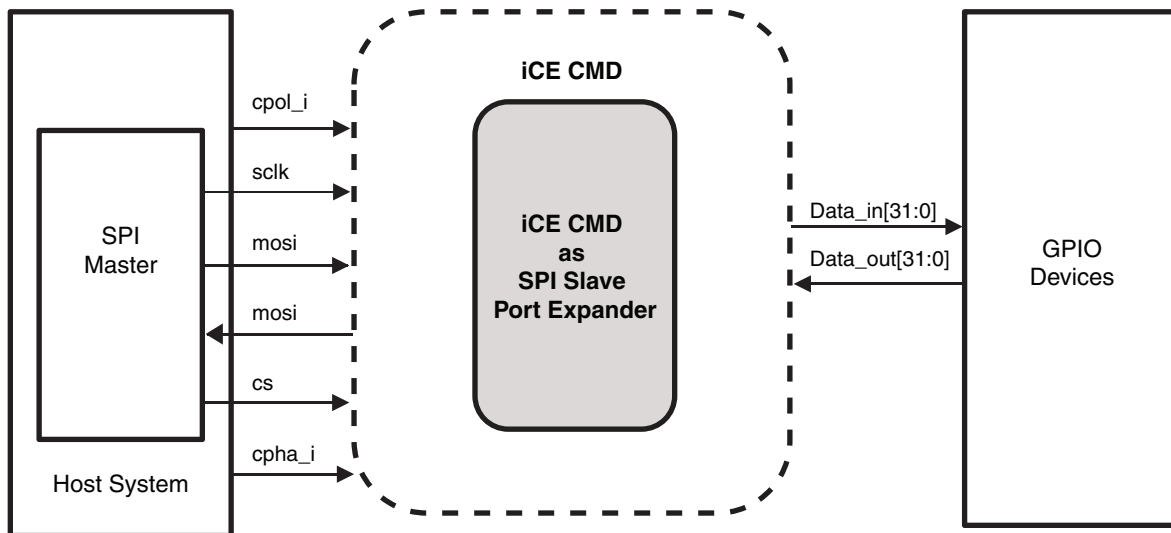 iCE CMD
cpol_i
sclk
mosi
mosi
cs
cpha_i
SPI
Master
Host System
iCE CMD
as
SPI Slave
Port Expander
Data_in[31:0]
Data_out[31:0]
GPIO
Devices